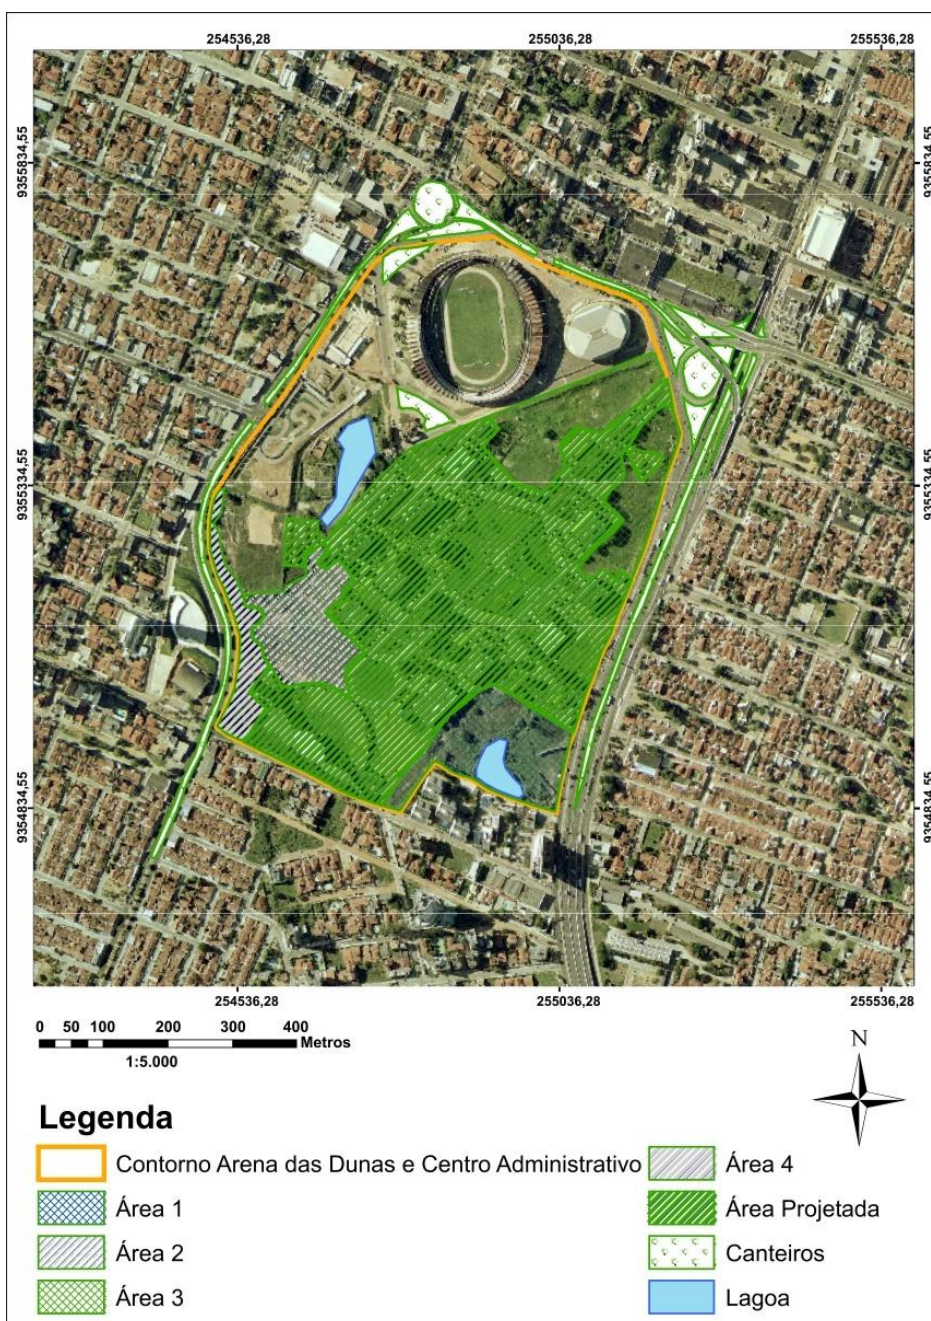 254536,28 255036,28 255536,28
9355834,55 9355834,55
9355334,55 9355334,55
9354834,55 9354834,55
254536,28 255036,28 255536,28
0 50 100 200 300 400
Metros
1:5.000
N
Legenda
Contorno Arena das Dunas e Centro Administrativo
Área 1
Área 2
Área 3
Área 4
Área Projetada
Canteiros
Lagoa